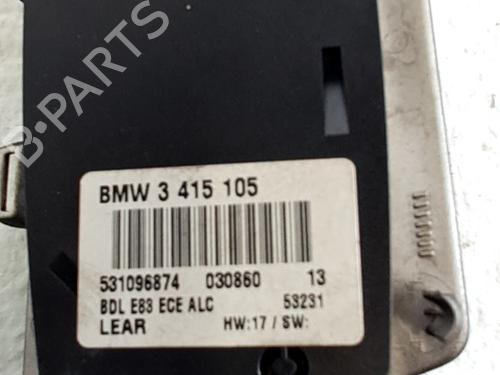 BMW 3 415 105
531096874 030860 13
BDL E83 ECE ALC 53231
LEAR HW:17 / SW:
B-PARTS